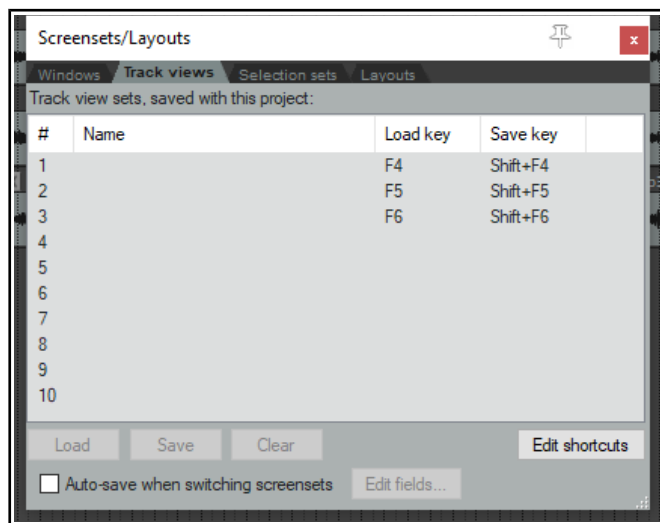 Screensets/Layouts
x
Windows Track views Selection sets Layouts
Track view sets, saved with this project:
# Name Load key Save key
1 F4 Shift+F4
2 F5 Shift+F5
3 F6 Shift+F6
4
5
6
7
8
9
10
Load Save Clear Edit shortcuts
Auto-save when switching screensets Edit fields...